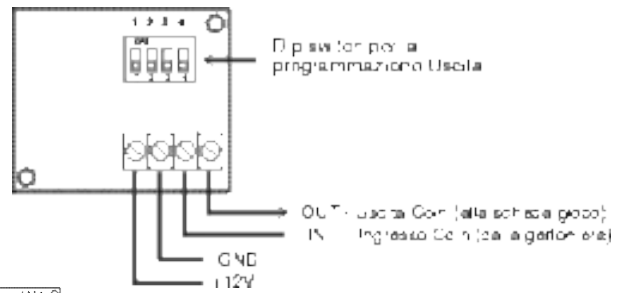 1 2 3 4
Dip switch per la
programmazione Uscita
OUT - Uscita Coin (alla scheda gioco)
IN - Ingresso Coin (dalla gettoniera)
GND
+12V